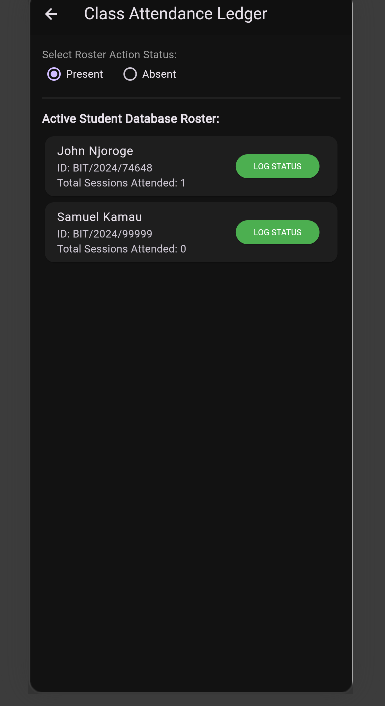 Class Attendance Ledger
Select Roster Action Status:
Present Absent
Active Student Database Roster:
John Njoroge
ID: BIT/2024/74648
Total Sessions Attended: 1
LOG STATUS
Samuel Kamau
ID: BIT/2024/99999
Total Sessions Attended: 0
LOG STATUS